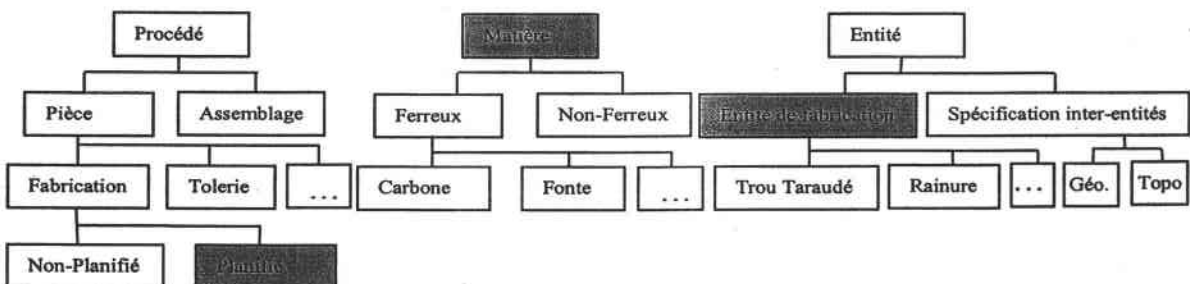 Procédé
Matière
Entité
Pièce
Assemblage
Ferreux
Non-Ferreux
Entité de fabrication
Spécification inter-entités
Fabrication
Tolerie
...
Carbone
Fonte
...
Trou Taraudé
Rainure
...
Géo.
Topo
Non-Planifié
Planifié